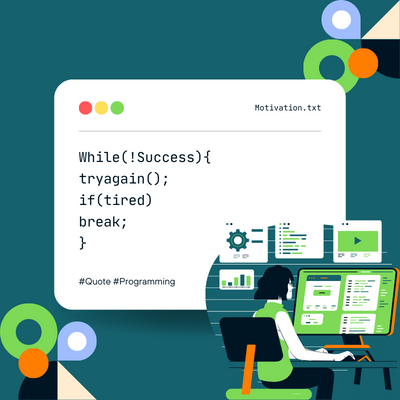 Motivation.txt
While(!Success){
tryagain();
if(tired)
break;
}
#Quote #Programming